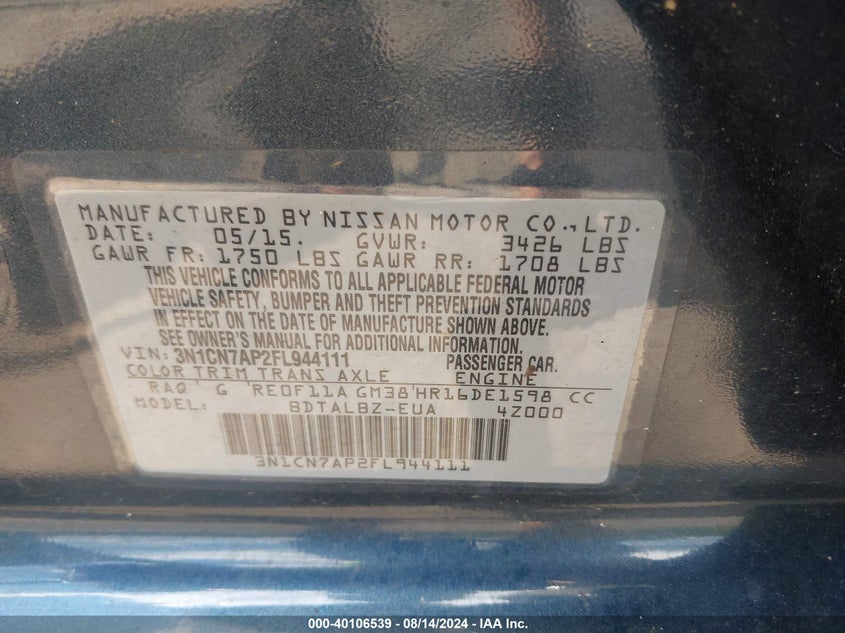 MANUFACTURED BY NISSAN MOTOR CO., LTD.
DATE: 05/15. GVWR: 3426 LBS
GAWR FR: 1750 LBS GAWR RR: 1708 LBS
THIS VEHICLE CONFORMS TO ALL APPLICABLE FEDERAL MOTOR
VEHICLE SAFETY, BUMPER AND THEFT PREVENTION STANDARDS
IN EFFECT ON THE DATE OF MANUFACTURE SHOWN ABOVE.
SEE OWNER'S MANUAL FOR ADDITIONAL INFORMATION.
VIN: 3N1CN7AP2FL944111 PASSENGER CAR.
COLOR TRIM TRANS AXLE ENGINE
RAQ' G 'RE0F11A GM38'HR16DE1598 CC
MODEL: BDTALBZ-EUA 4Z000
3N1CN7AP2FL944111
000-40106539 - 08/14/2024 - IAA Inc.